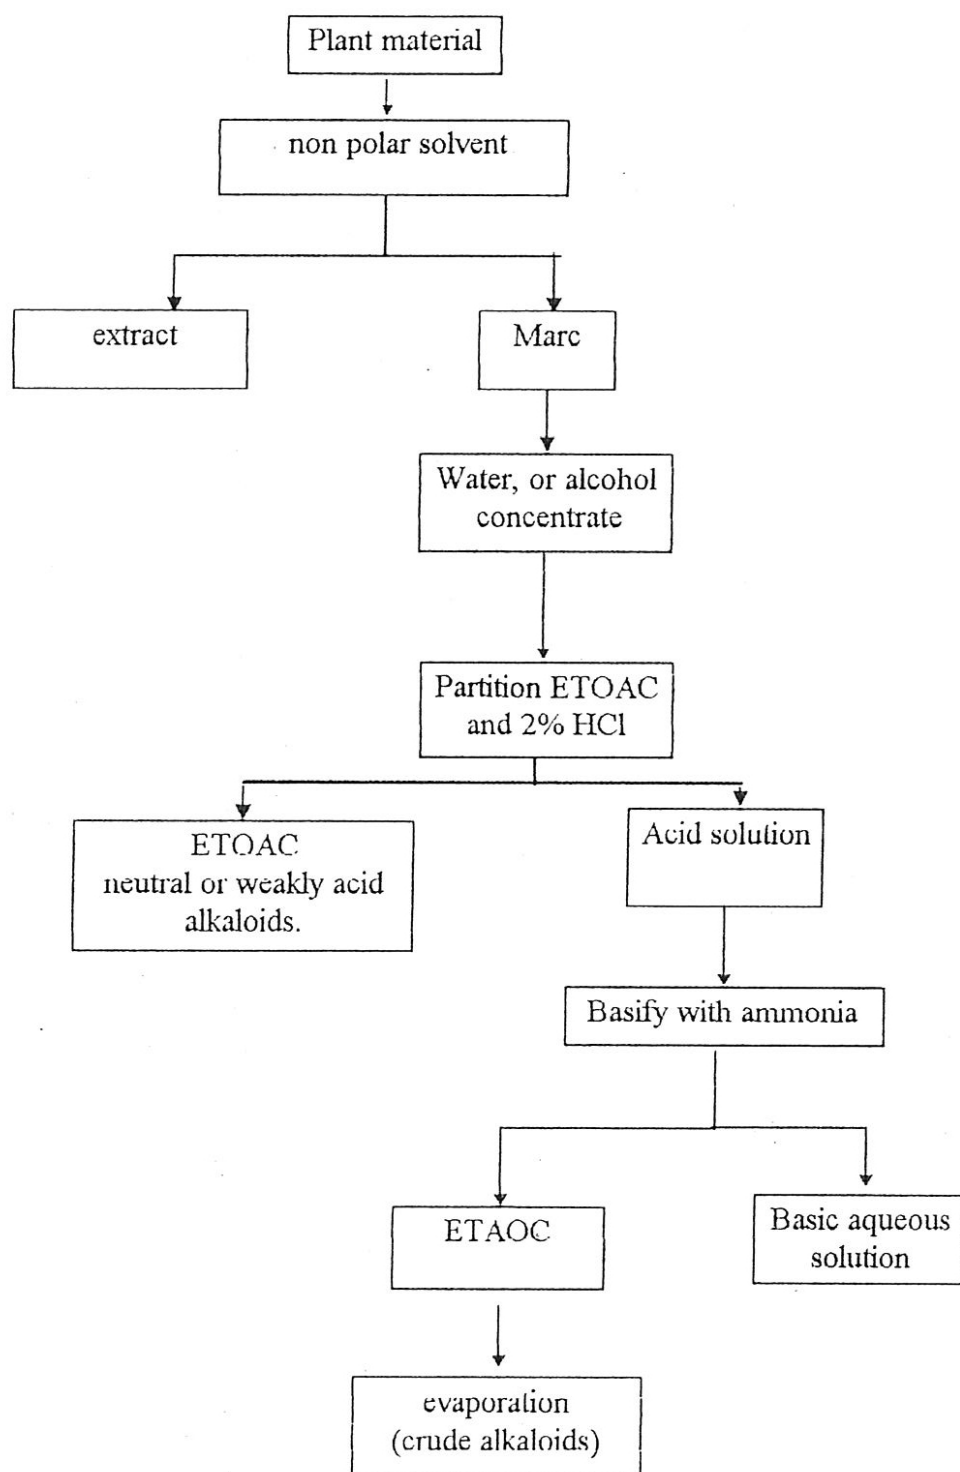 Plant material
non polar solvent
extract
Marc
Water, or alcohol
concentrate
Partition ETOAC
and 2% HCl
ETOAC
neutral or weakly acid
alkaloids.
Acid solution
Basify with ammonia
ETAOC
Basic aqueous
solution
evaporation
(crude alkaloids)